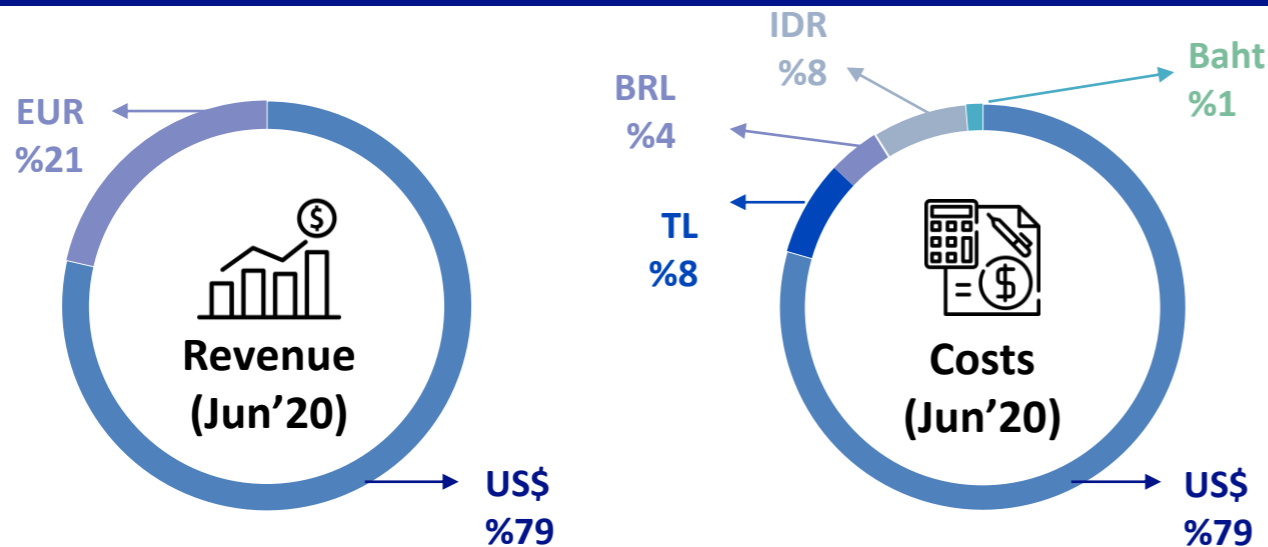 EUR
%21
$
Revenue
(Jun’20)
US$
%79
IDR
%8
Baht
%1
BRL
%4
TL
%8
$
Costs
(Jun’20)
US$
%79